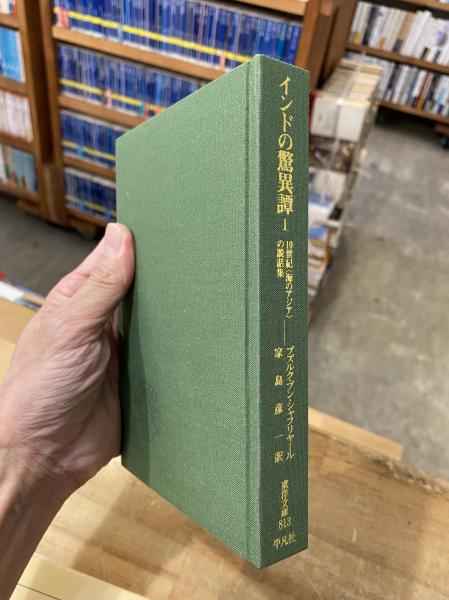 インドの驚異譚 1
10世紀〈海のアジア〉
の説話集
ブズルク・ブン・シャフリヤール
家島彦一 訳
東洋文庫
813
平凡社